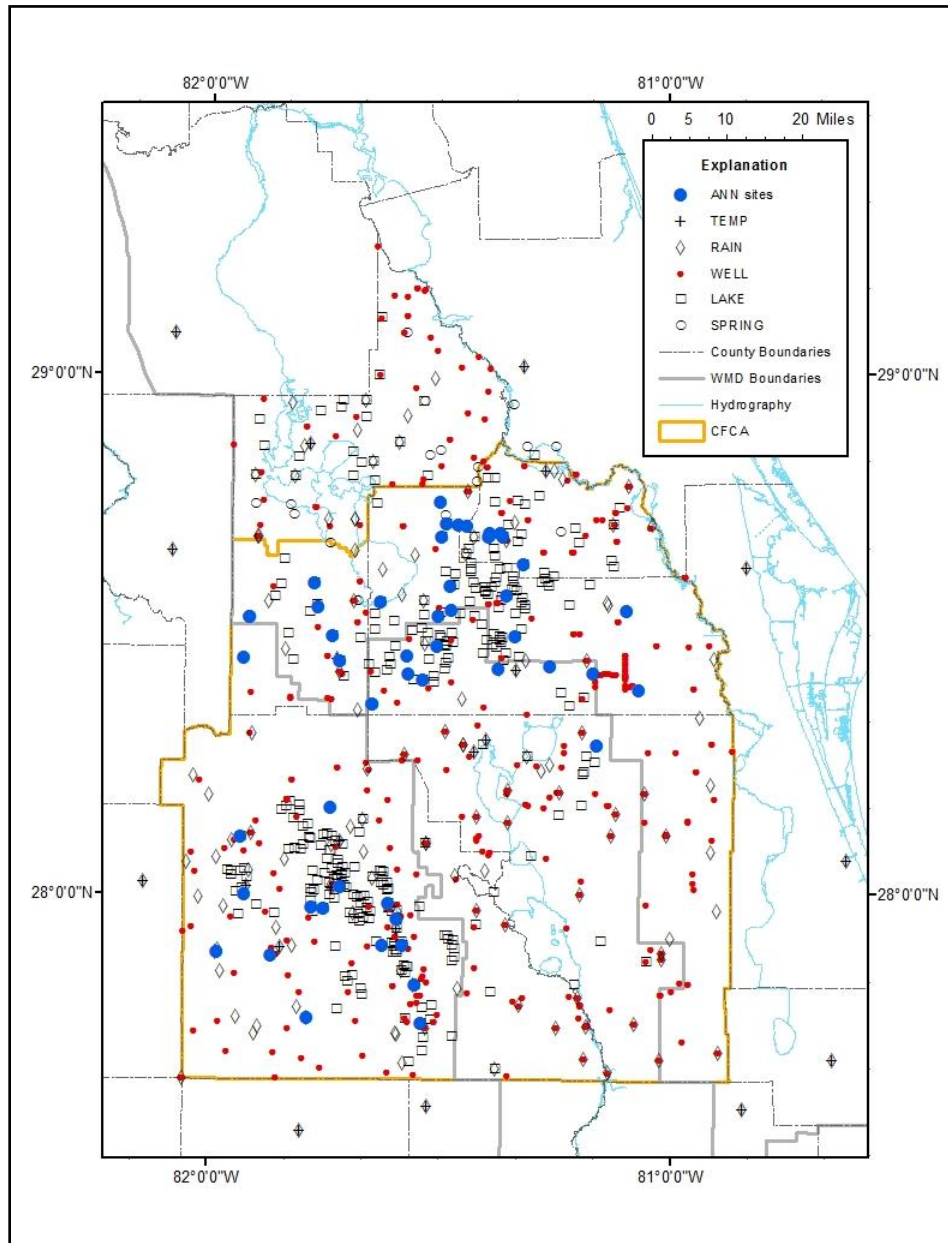 82°0'0"W 81°0'0"W
0 5 10 20 Miles
Explanation
ANN sites
TEMP
RAIN
WELL
LAKE
SPRING
County Boundaries
WMD Boundaries
Hydrography
CFCA
29°0'0"N 29°0'0"N
28°0'0"N 28°0'0"N
82°0'0"W 81°0'0"W